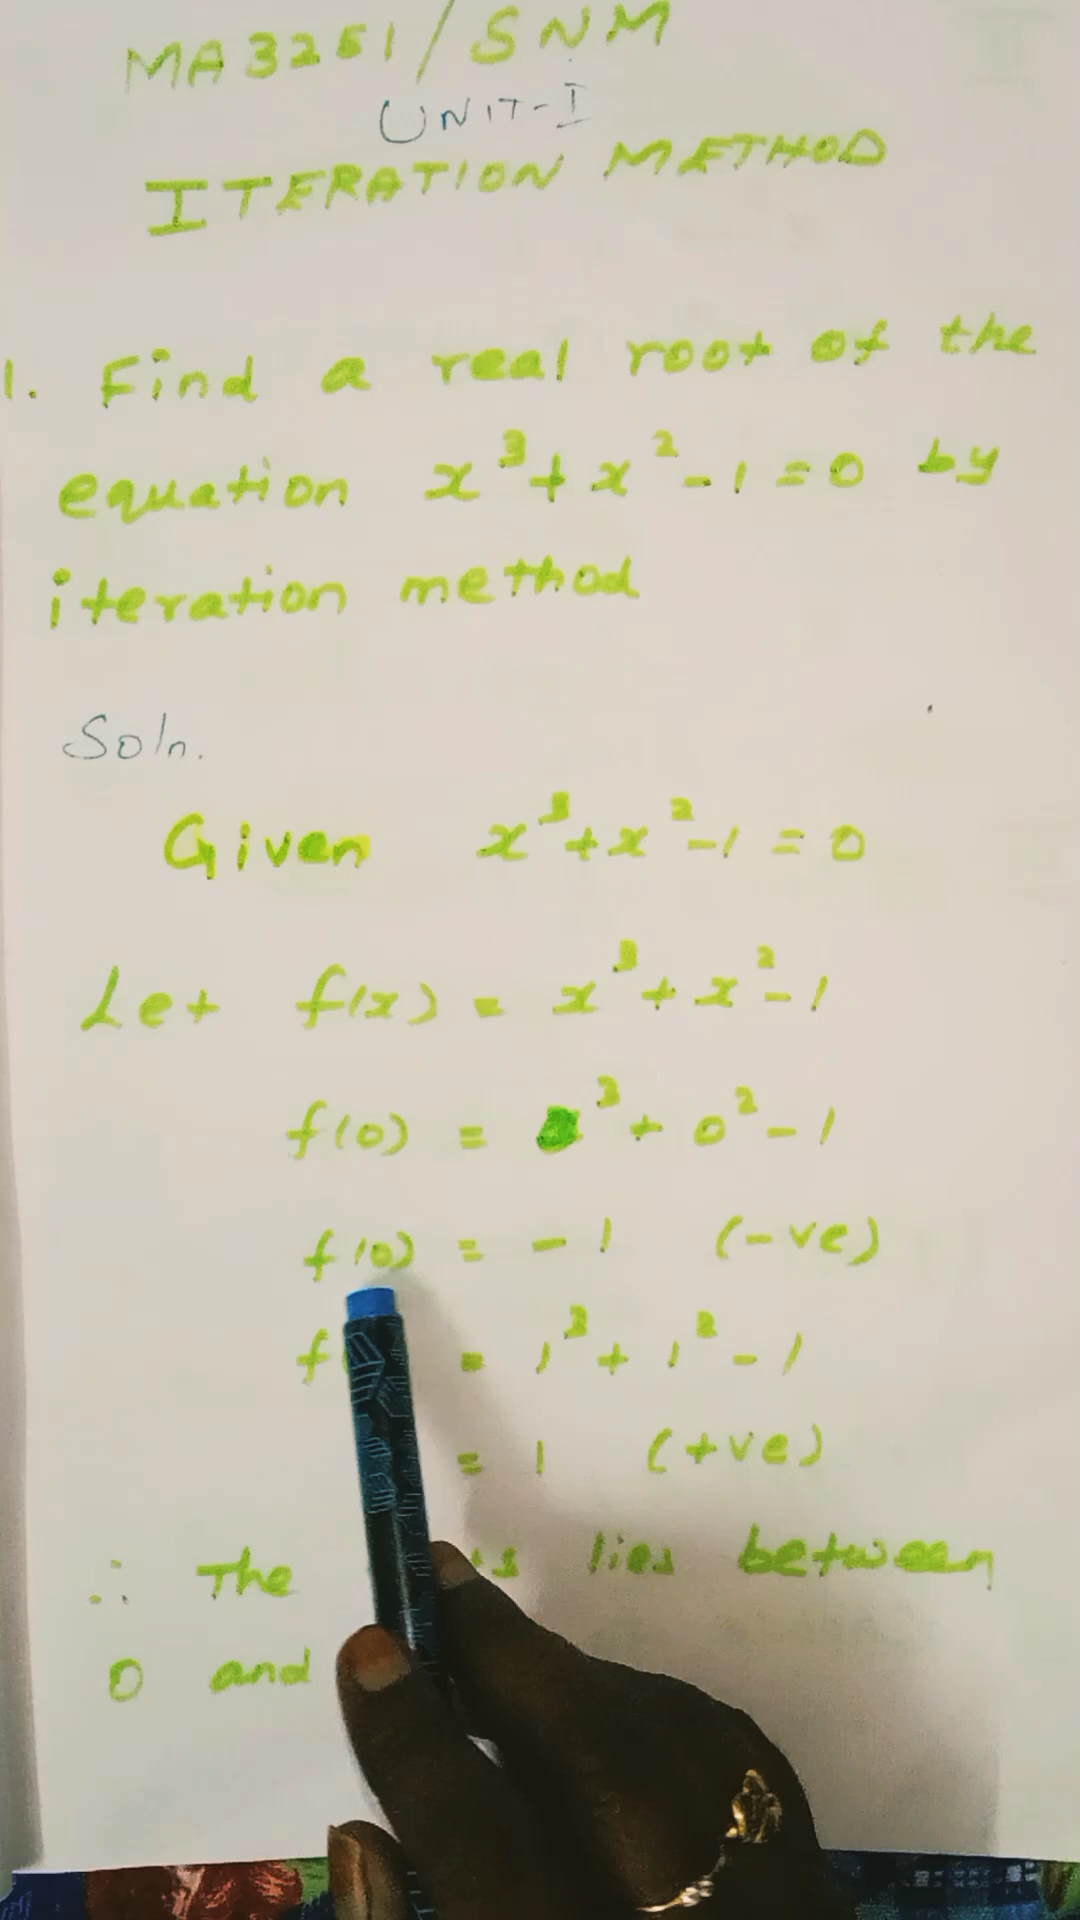 MA3251/SNM
UNIT-I
ITERATION METHOD
1. Find a real root of the
equation x³+x²-1=0 by
iteration method
Soln.
Given x³+x²-1=0
Let f(x) = x³+x²-1
f(0) = 0³+0²-1
f(0) = -1 (-ve)
f = 1³+1²-1
= 1 (+ve)
∴ The lies between
0 and